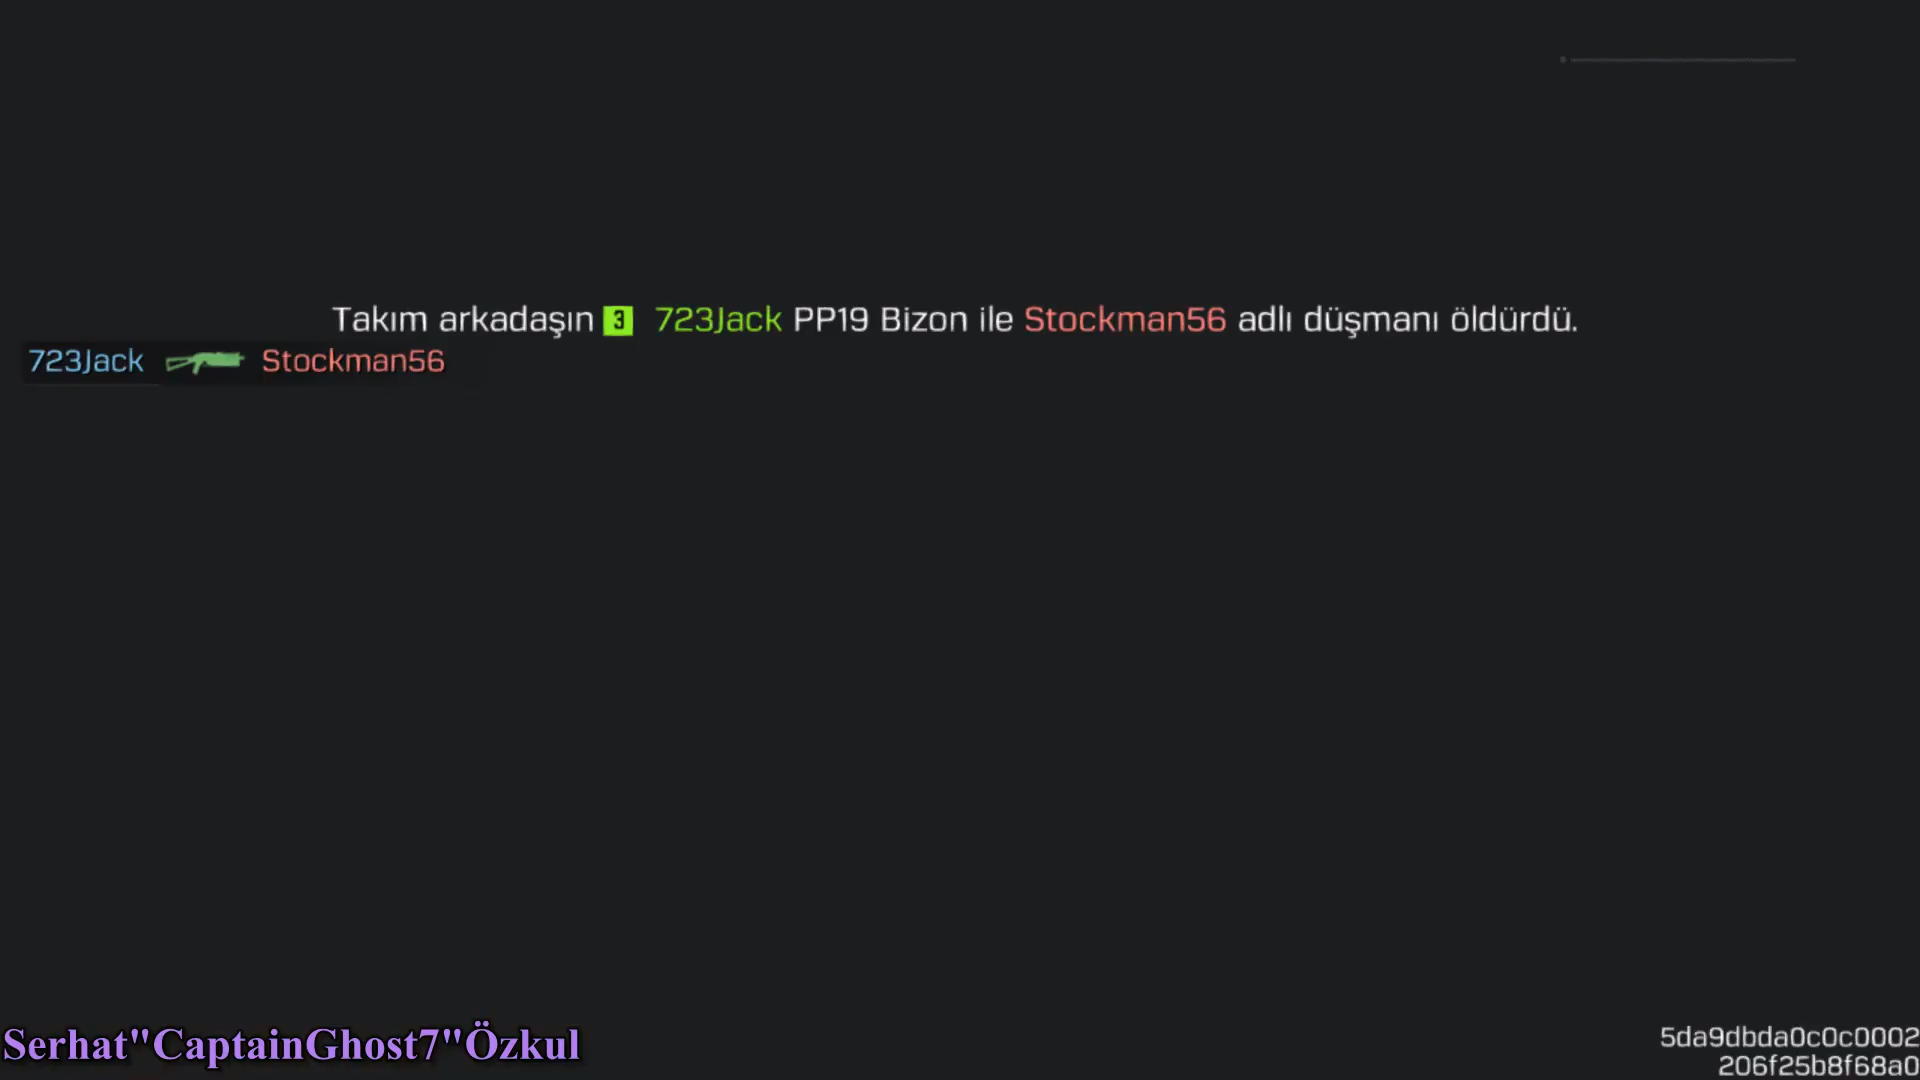 Takım arkadaşın 3 723Jack PP19 Bizon ile Stockman56 adlı düşmanı öldürdü.
723Jack Stockman56
Serhat"CaptainGhost7"Özkul
5da9dbda0c0c0002
206f25b8f68a0